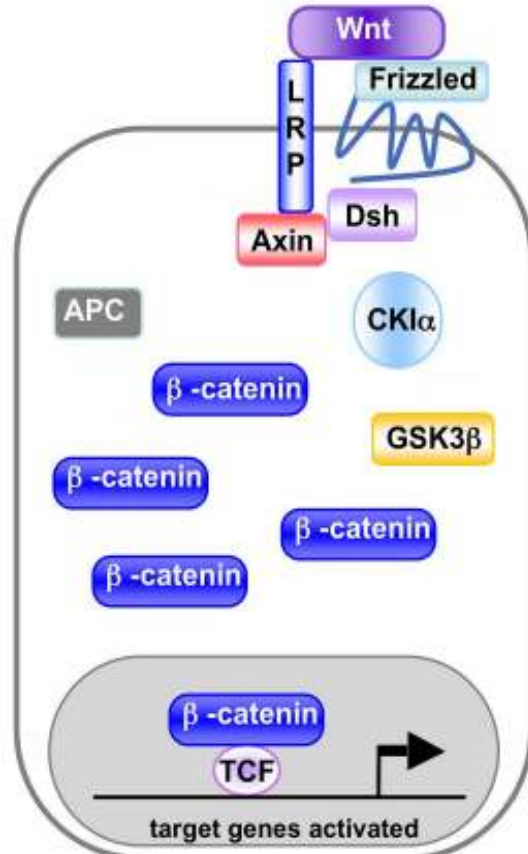 Wnt
Frizzled
L
R
P
Dsh
Axin
APC
CKIα
β -catenin
GSK3β
β -catenin
β -catenin
β -catenin
β -catenin
TCF
target genes activated